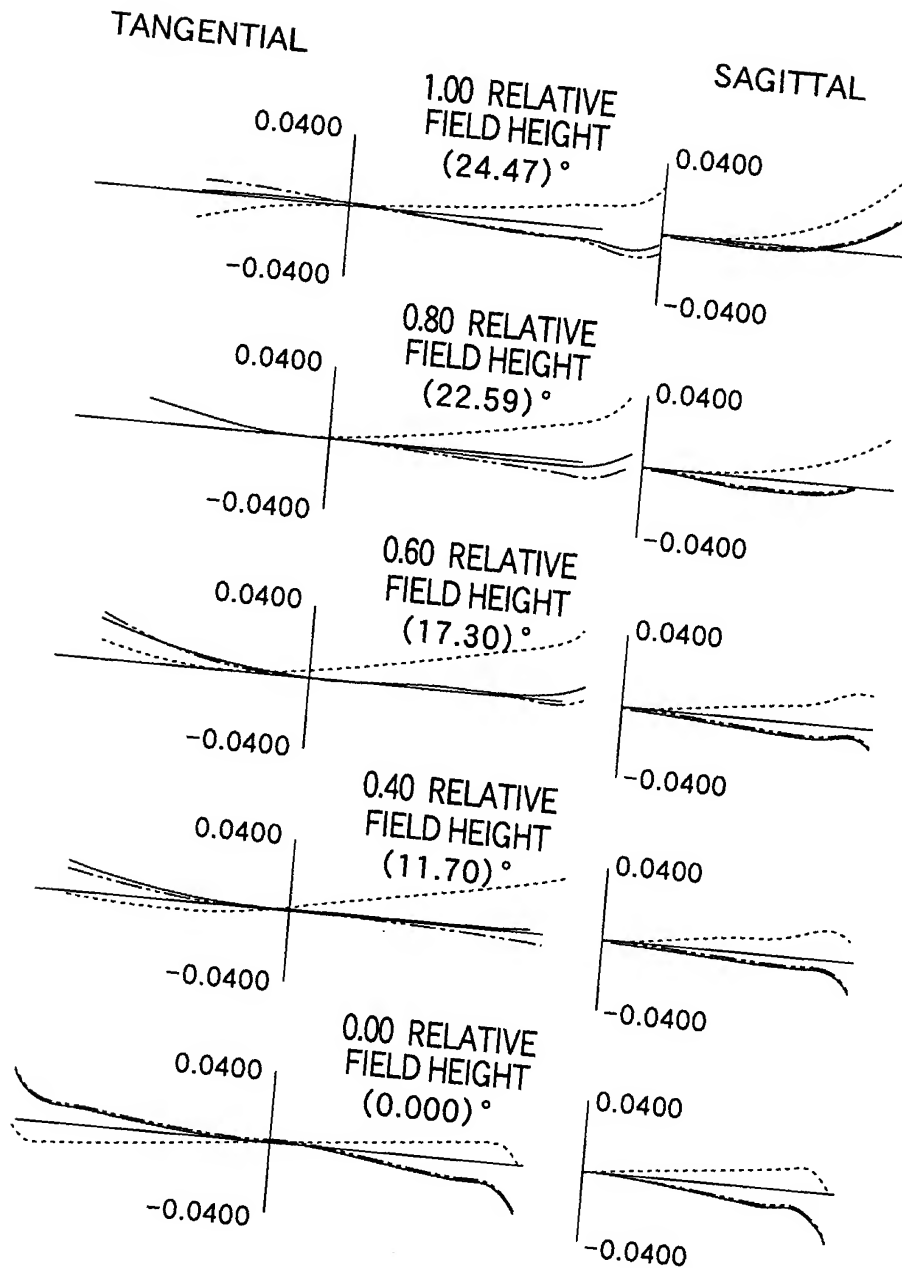 TANGENTIAL
SAGITTAL
1.00 RELATIVE
FIELD HEIGHT
(24.47)°
0.0400
-0.0400
0.0400
-0.0400
0.80 RELATIVE
FIELD HEIGHT
(22.59)°
0.0400
-0.0400
0.0400
-0.0400
0.60 RELATIVE
FIELD HEIGHT
(17.30)°
0.0400
-0.0400
0.0400
-0.0400
0.40 RELATIVE
FIELD HEIGHT
(11.70)°
0.0400
-0.0400
0.0400
-0.0400
0.00 RELATIVE
FIELD HEIGHT
(0.000)°
0.0400
-0.0400
0.0400
-0.0400